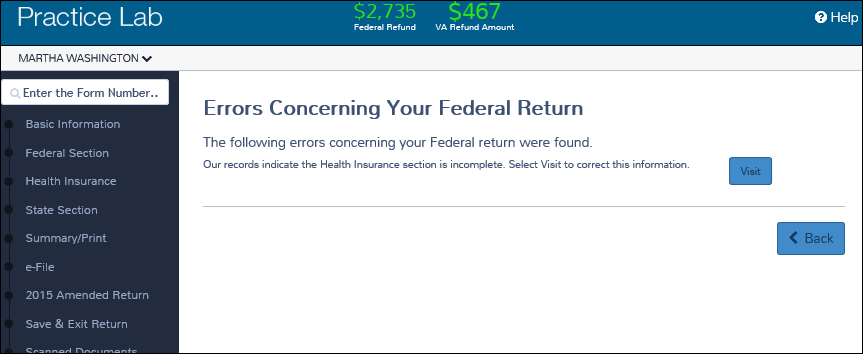 Practice Lab
$2,735
Federal Refund
$467
VA Refund Amount
Help
MARTHA WASHINGTON
Enter the Form Number..
Basic Information
Federal Section
Health Insurance
State Section
Summary/Print
e-File
2015 Amended Return
Save & Exit Return
Scanned Documents
Errors Concerning Your Federal Return
The following errors concerning your Federal return were found.
Our records indicate the Health Insurance section is incomplete. Select Visit to correct this information.
Visit
Back